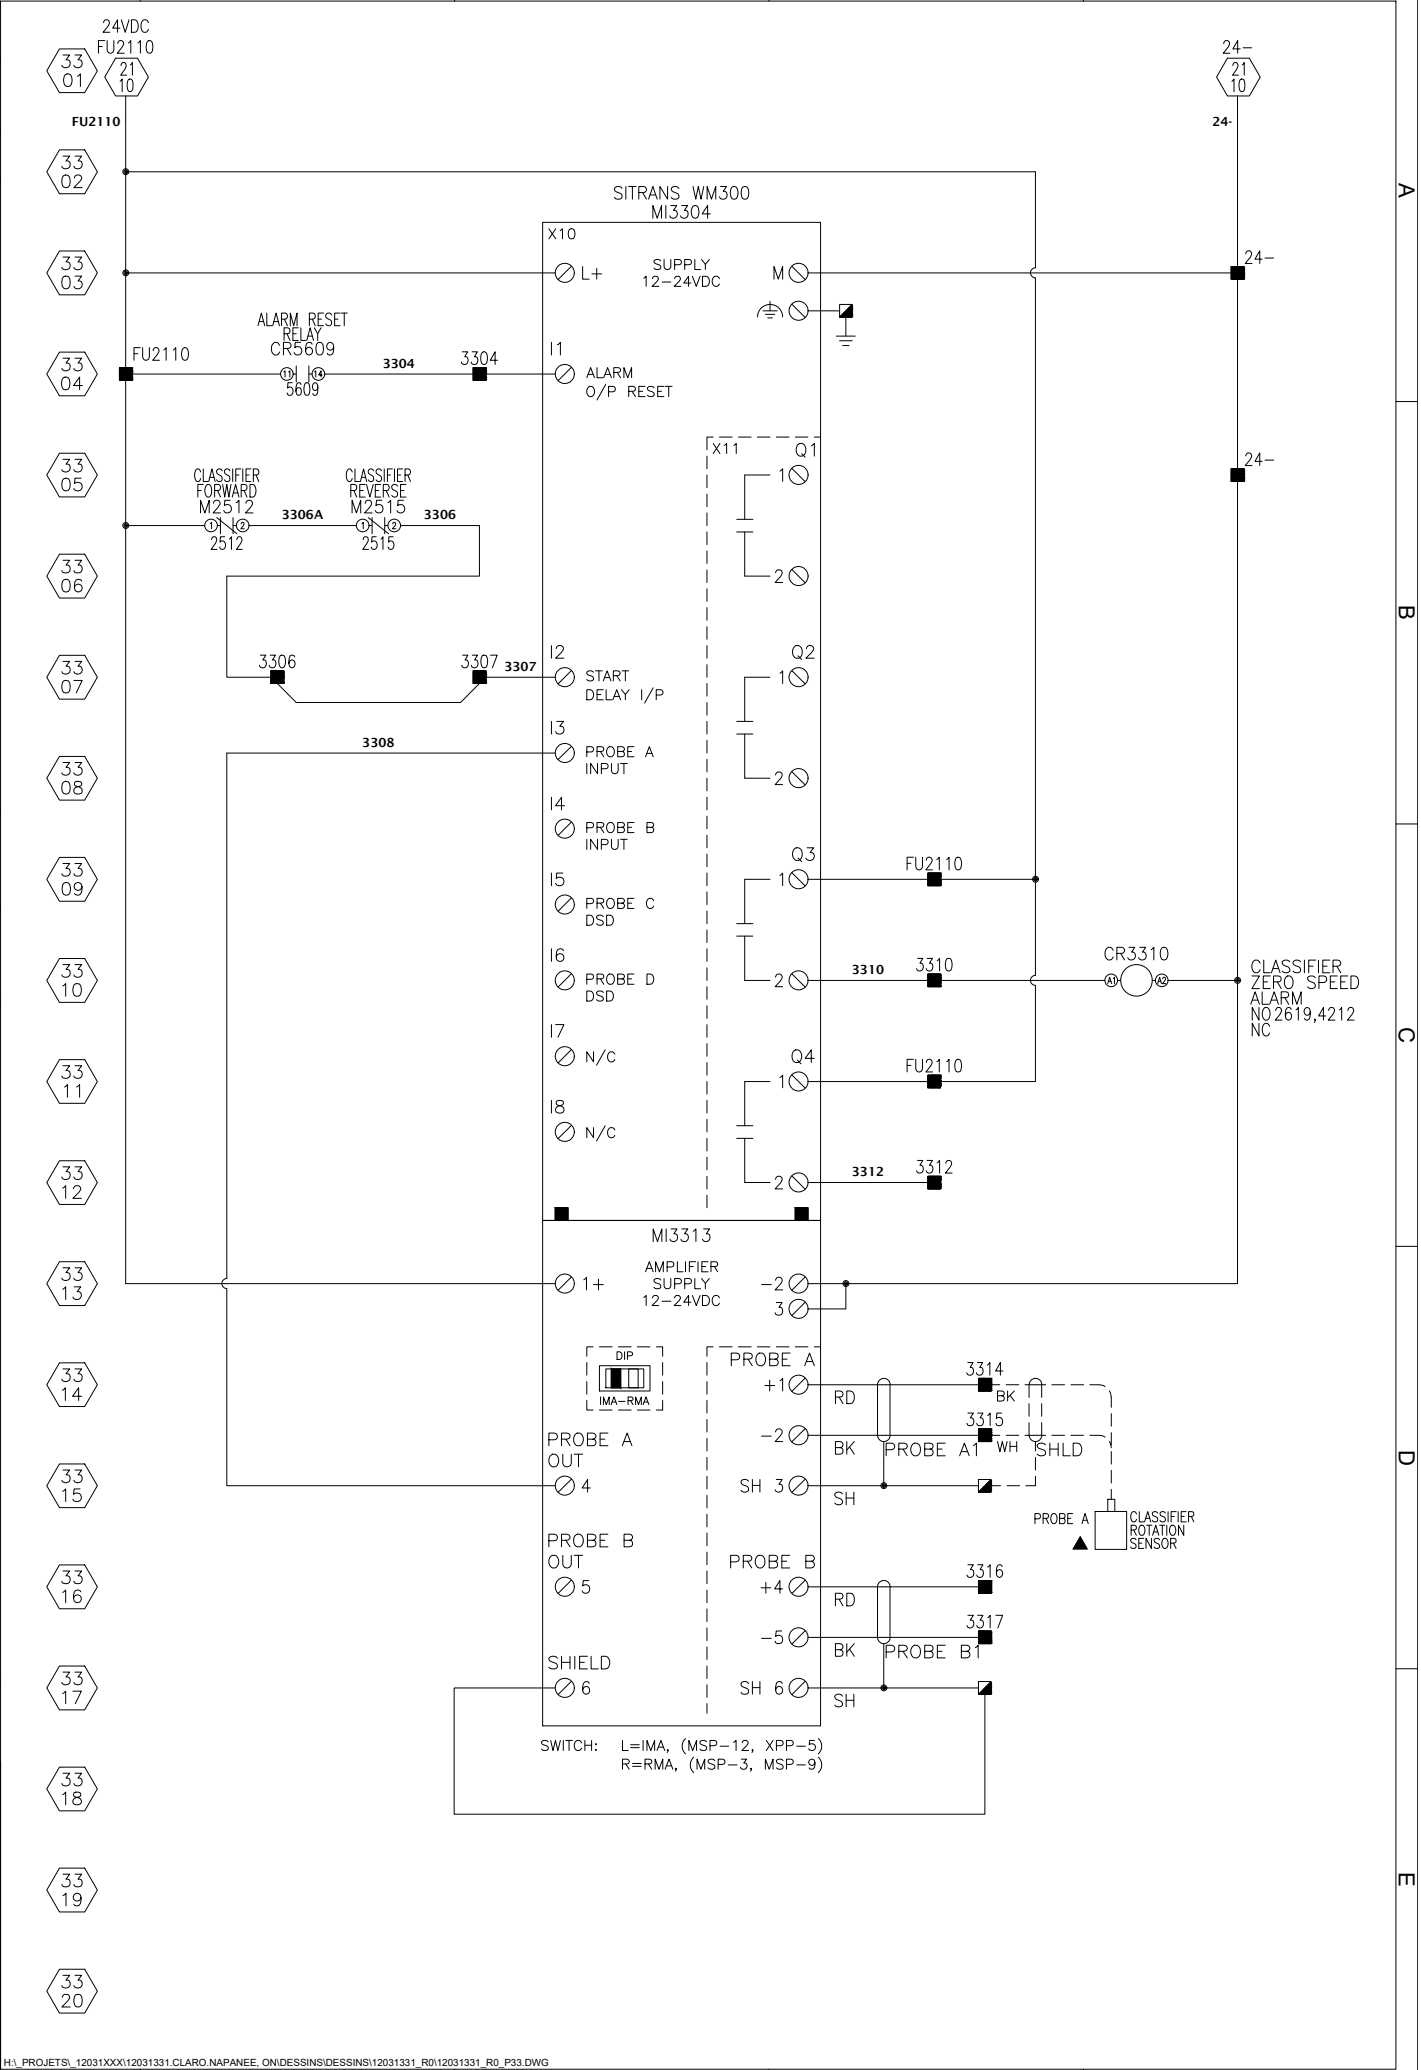 24VDC
FU2110
33
01
21
10
24-
21
10
FU2110
24-
33
02
SITRANS WM300
MI3304
X10
33
03
L+
SUPPLY
12-24VDC
M
24-
ALARM RESET
RELAY
CR5609
FU2110
33
04
11
14
5609
3304
3304
I1
ALARM
O/P RESET
33
05
X11
Q1
1
24-
CLASSIFIER
FORWARD
M2512
1
2
2512
3306A
CLASSIFIER
REVERSE
M2515
1
2
2515
3306
33
06
2
33
07
3306
3307
3307
I2
START
DELAY I/P
Q2
1
3308
I3
PROBE A
INPUT
33
08
2
I4
PROBE B
INPUT
33
09
Q3
1
FU2110
I5
PROBE C
DSD
33
10
I6
PROBE D
DSD
2
3310
3310
CR3310
A1
A2
CLASSIFIER
ZERO SPEED
ALARM
NO2619,4212
NC
I7
N/C
33
11
Q4
1
FU2110
I8
N/C
33
12
2
3312
3312
MI3313
33
13
1+
AMPLIFIER
SUPPLY
12-24VDC
-2
3
33
14
DIP
IMA-RMA
PROBE A
+1
RD
3314
BK
-2
BK
PROBE A1
3315
WH
SHLD
33
15
PROBE A
OUT
4
SH 3
SH
PROBE A
CLASSIFIER
ROTATION
SENSOR
33
16
PROBE B
OUT
5
PROBE B
+4
RD
3316
-5
BK
PROBE B1
3317
33
17
SHIELD
6
SH 6
SH
SWITCH: L=IMA, (MSP-12, XPP-5)
R=RMA, (MSP-3, MSP-9)
33
18
33
19
33
20
A
B
C
D
E
H:\_PROJETS\_12031XXX\12031331.CLARO.NAPANEE, ON\DESSINS\DESSINS\12031331_R0\12031331_R0_P33.DWG